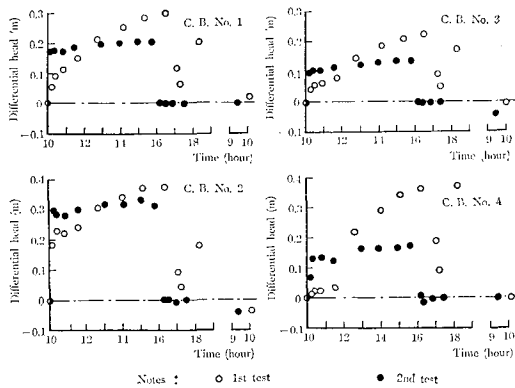 C. B. No. 1
Differential head (m)
0.3
0.2
0.1
0
−0.1
10 12 13 14 16 18 9 10
Time (hour)
C. B. No. 3
Differential head (m)
0.3
0.2
0.1
0
−0.1
10 11 12 13 14 16 18 9 10
Time (hour)
C. B. No. 2
Differential head (m)
0.4
0.3
0.2
0.1
0
−0.1
10 12 14 16 18 9 10
Time (hour)
C. B. No. 4
Differential head (m)
0.4
0.3
0.2
0.1
0
−0.1
10 12 14 16 18 9 10
Time (hour)
Notes : ○ 1st test ● 2nd test